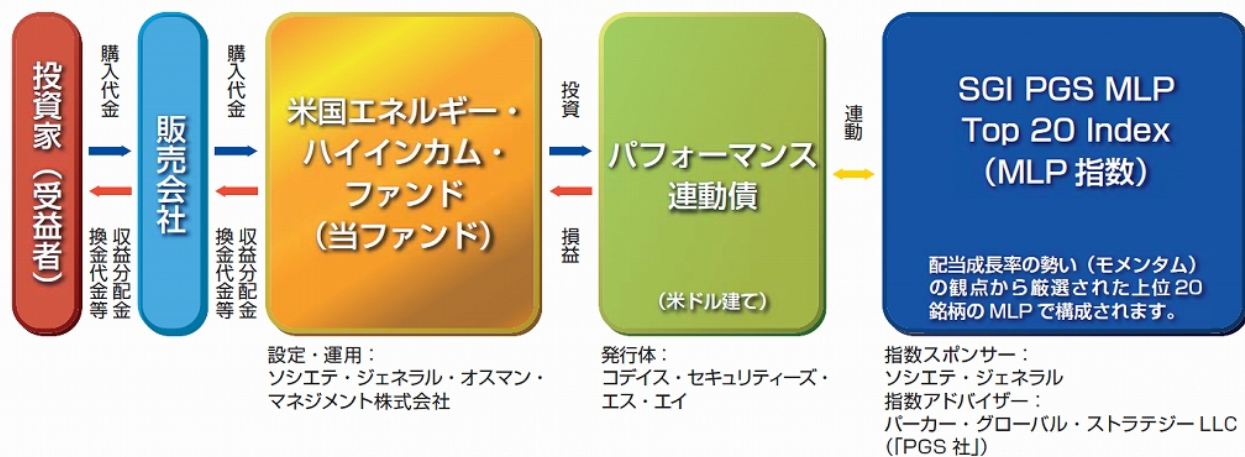 投資家（受益者）
購入代金
収益分配金
換金代金等
販売会社
購入代金
収益分配金
換金代金等
米国エネルギー・
ハイインカム・
ファンド
（当ファンド）
設定・運用：
ソシエテ・ジェネラル・オスマン・
マネジメント株式会社
投資
損益
パフォーマンス
連動債
（米ドル建て）
発行体：
コデイス・セキュリティーズ・
エス・エイ
連動
SGI PGS MLP
Top 20 Index
（MLP 指数）
配当成長率の勢い（モメンタム）
の観点から厳選された上位 20
銘柄の MLP で構成されます。
指数スポンサー：
ソシエテ・ジェネラル
指数アドバイザー：
パーカー・グローバル・ストラテジー LLC
（「PGS 社」）